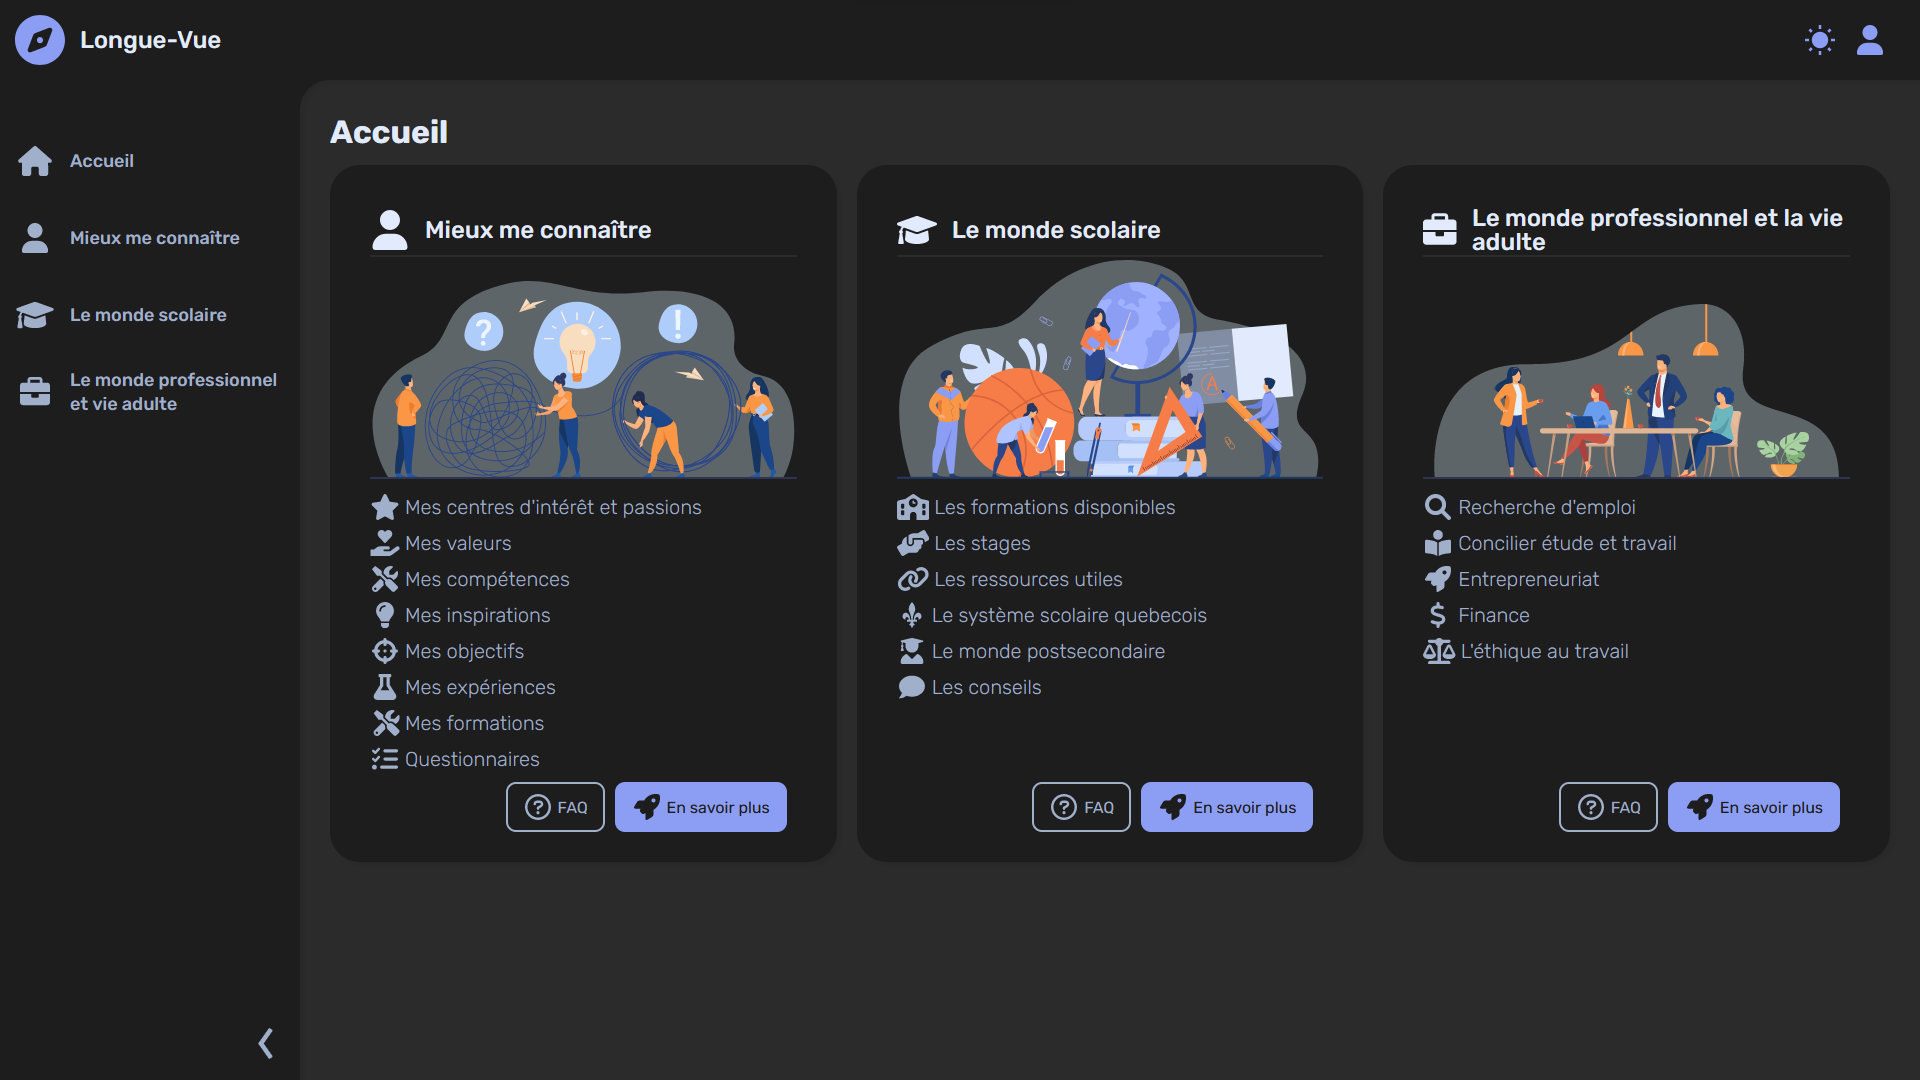 Longue-Vue
Accueil
Mieux me connaître
Le monde scolaire
Le monde professionnel
et vie adulte
Accueil
Mieux me connaître
?
!
Mes centres d'intérêt et passions
Mes valeurs
Mes compétences
Mes inspirations
Mes objectifs
Mes expériences
Mes formations
Questionnaires
? FAQ
En savoir plus
Le monde scolaire
A
Les formations disponibles
Les stages
Les ressources utiles
Le système scolaire quebecois
Le monde postsecondaire
Les conseils
? FAQ
En savoir plus
Le monde professionnel et la vie
adulte
Recherche d'emploi
Concilier étude et travail
Entrepreneuriat
$ Finance
L'éthique au travail
? FAQ
En savoir plus